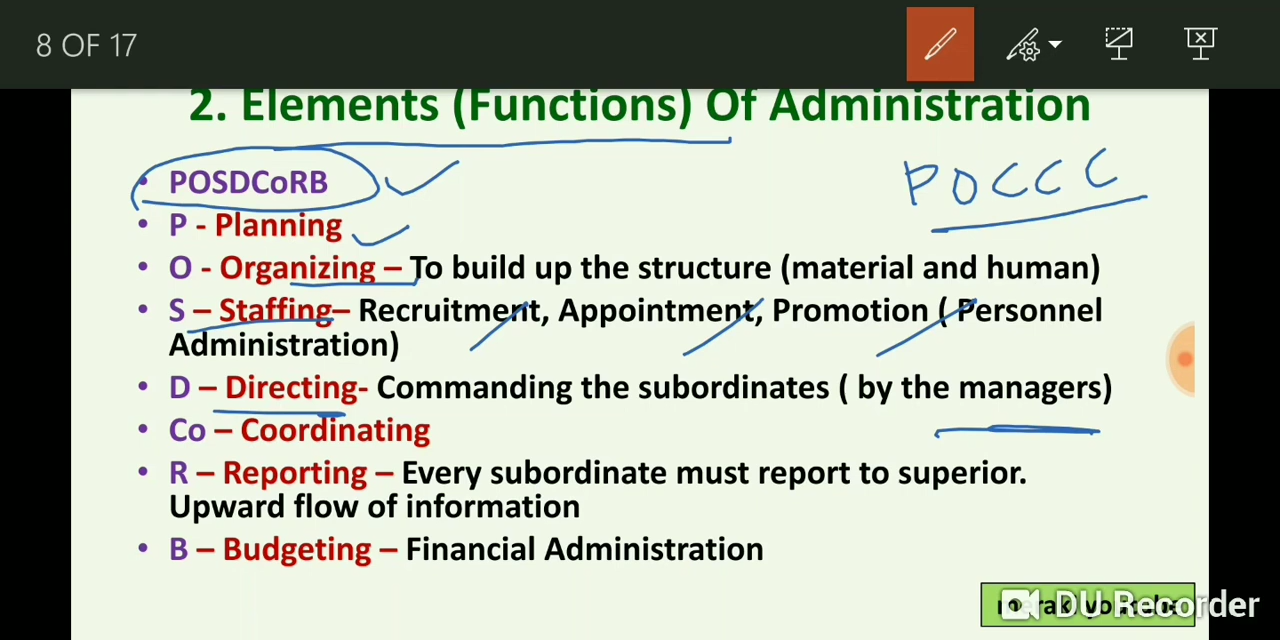 8 OF 17
2. Elements (Functions) Of Administration
• POSDCoRB
POCCC
• P - Planning
• O - Organizing – To build up the structure (material and human)
• S – Staffing– Recruitment, Appointment, Promotion ( Personnel
Administration)
• D – Directing- Commanding the subordinates ( by the managers)
• Co – Coordinating
• R – Reporting – Every subordinate must report to superior.
Upward flow of information
• B – Budgeting – Financial Administration
DU Recorder